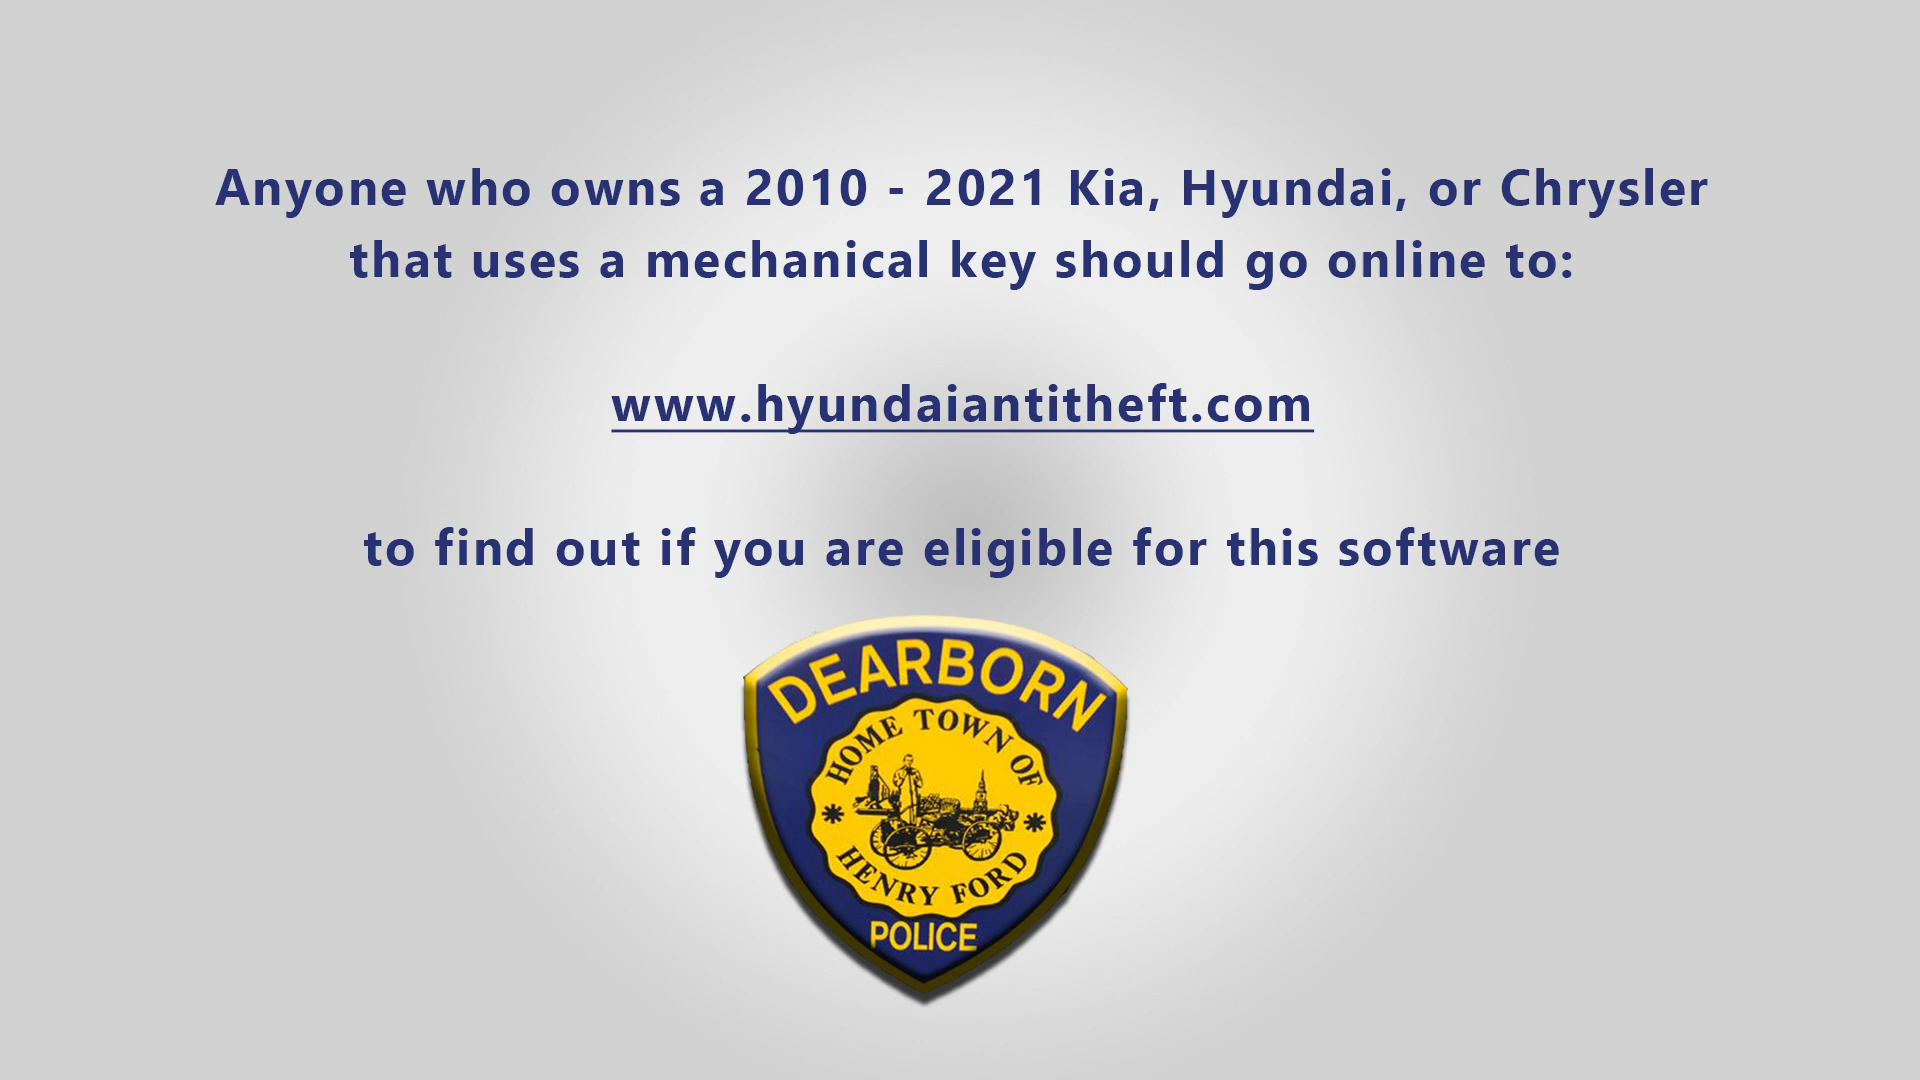 Anyone who owns a 2010 - 2021 Kia, Hyundai, or Chrysler
that uses a mechanical key should go online to:
www.hyundaiantitheft.com
to find out if you are eligible for this software
DEARBORN
HOME TOWN OF
* *
HENRY FORD
POLICE